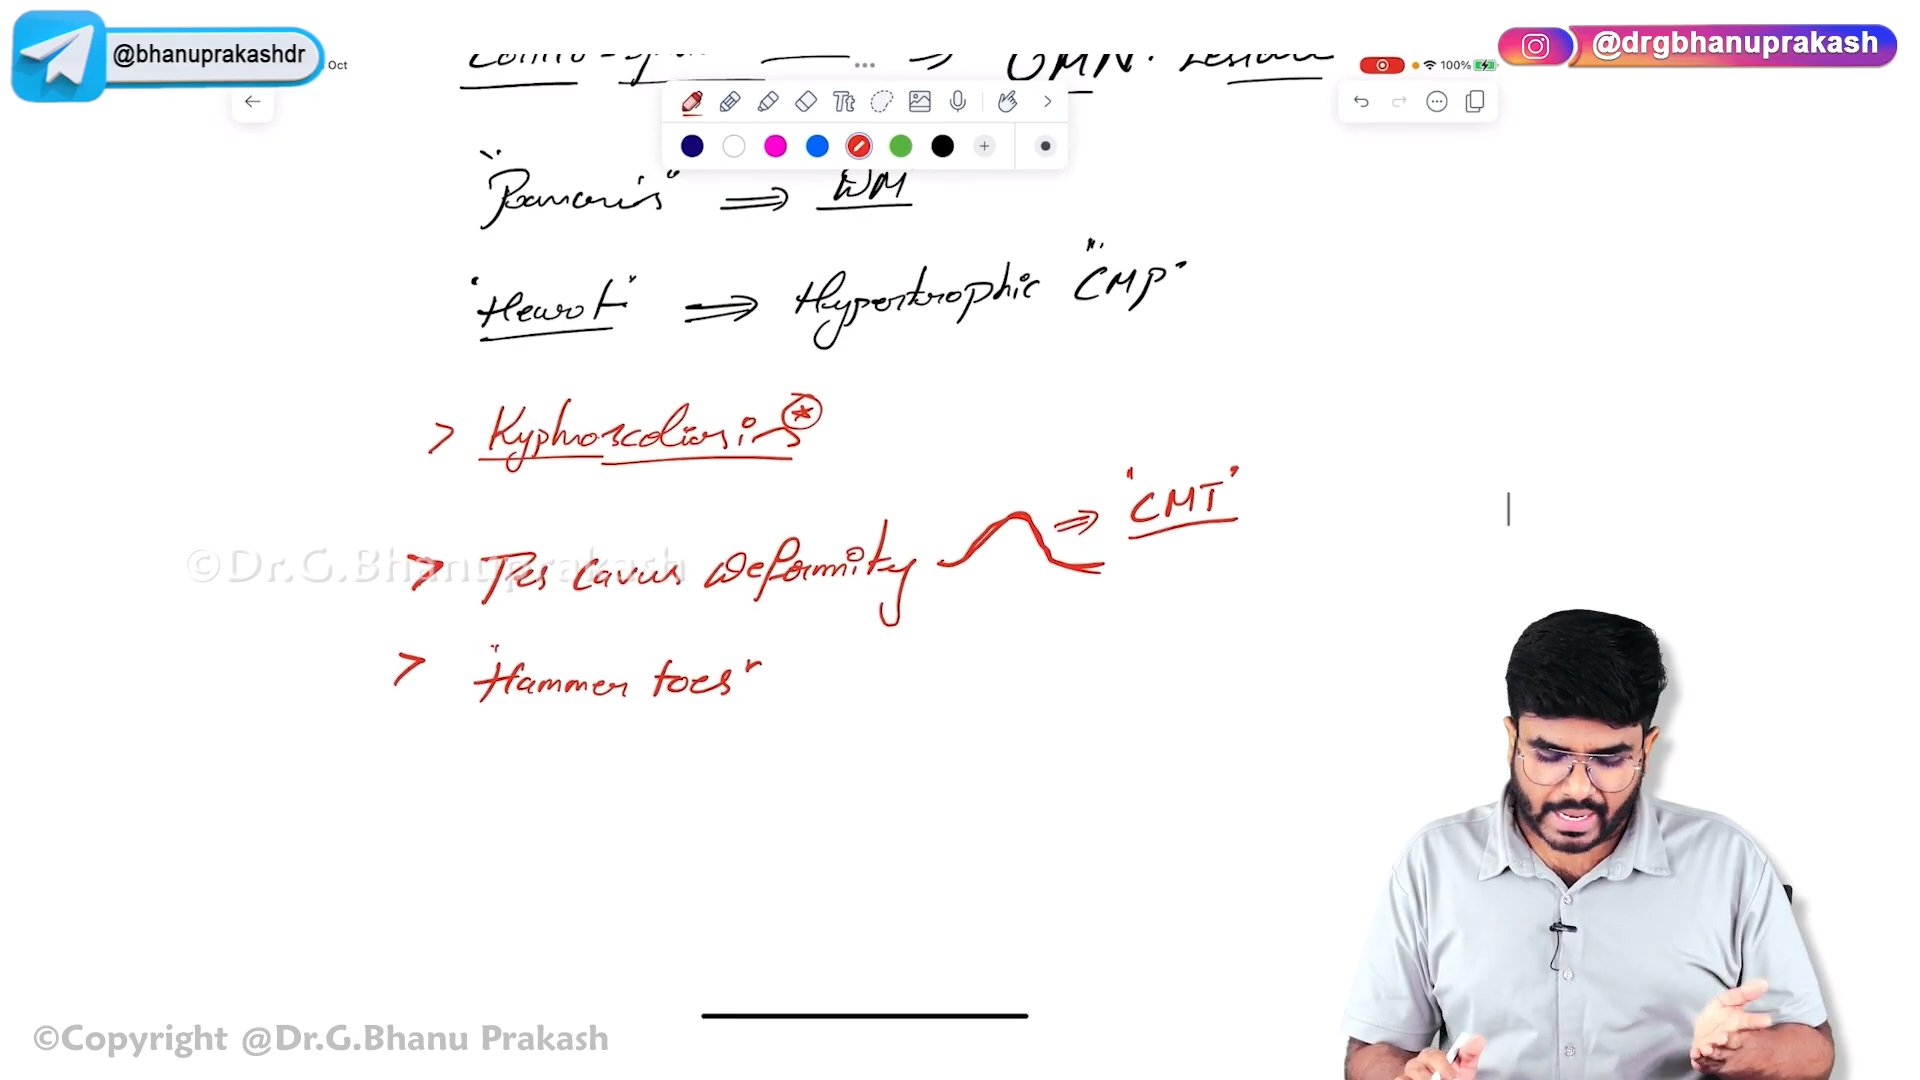 @bhanuprakashdr
Oct
UMN. Lesion
100%
@drgbhanuprakash
Tt
"Pancreas" ⇒ DM
"Heart" ⇒ Hypertrophic "CMP"
> Kyphoscoliosis *
> Pes Cavus Deformity ⇒ "CMT"
©Dr.G.Bhanuprakash
> "Hammer toes"
©Copyright @Dr.G.Bhanu Prakash